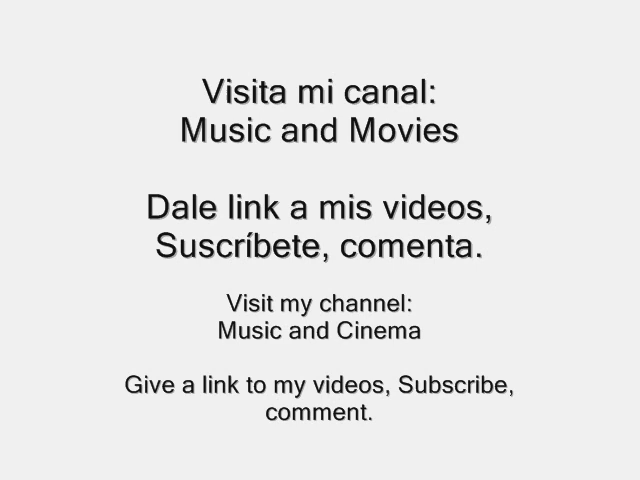 Visita mi canal:
Music and Movies
Dale link a mis videos,
Suscríbete, comenta.
Visit my channel:
Music and Cinema
Give a link to my videos, Subscribe,
comment.